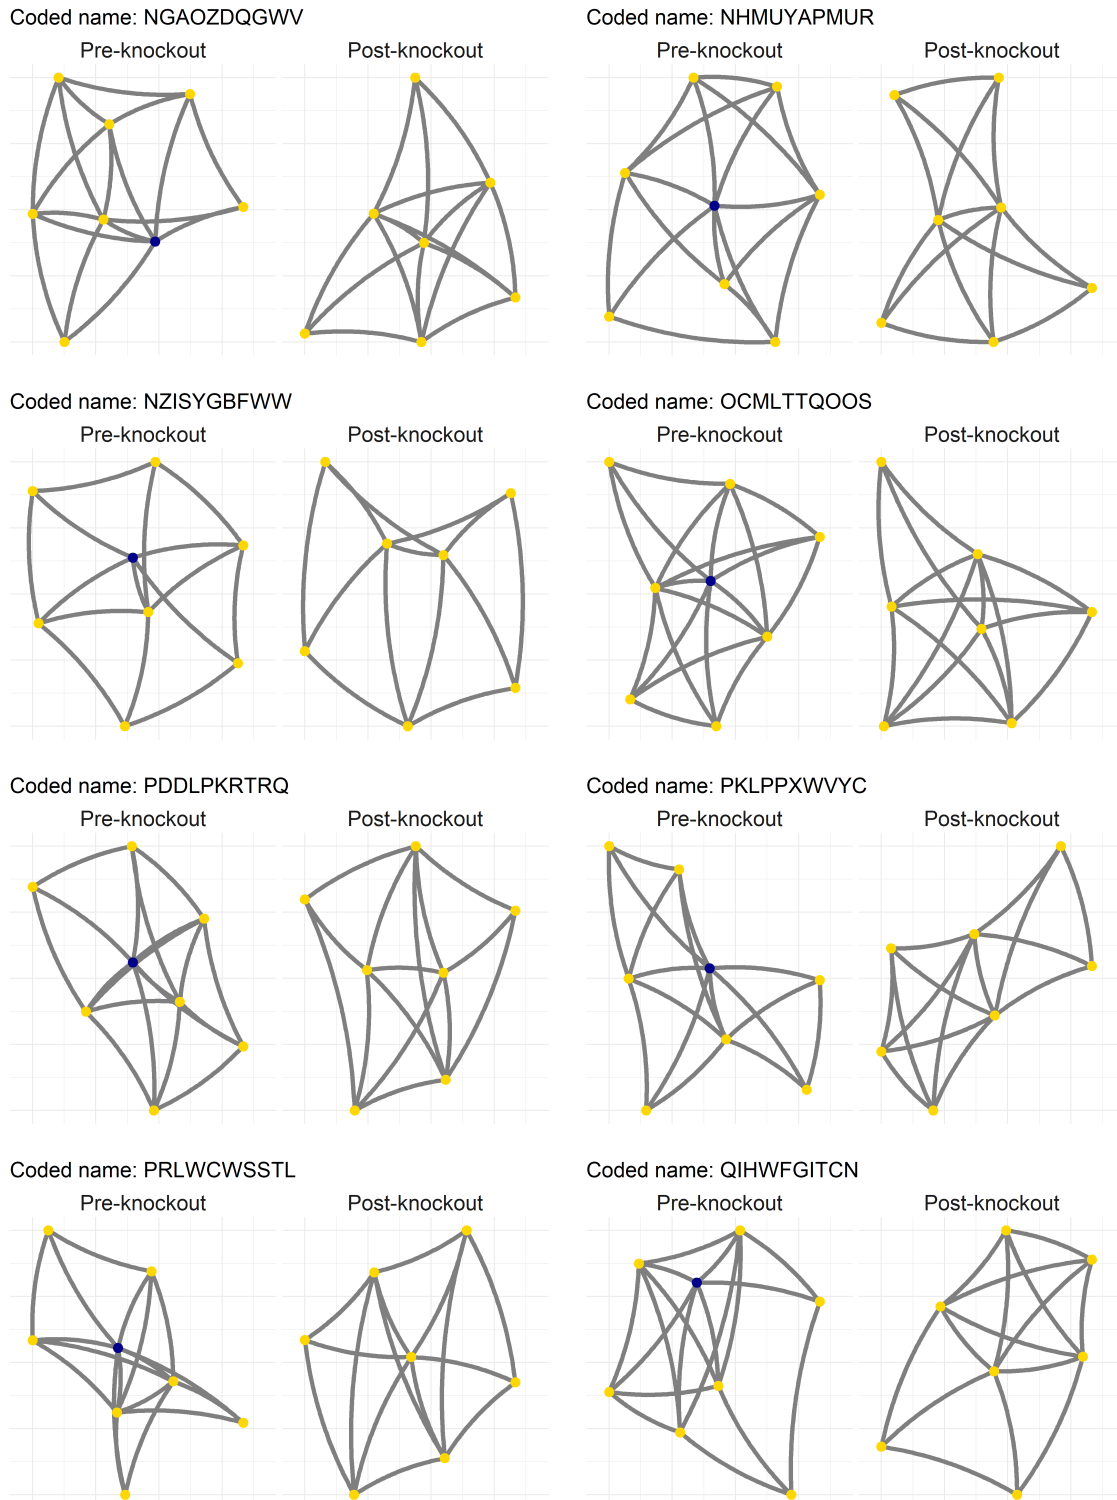 Coded name: NGAOZDQGWV
Pre-knockout
Post-knockout
Coded name: NHMUYAPMUR
Pre-knockout
Post-knockout
Coded name: NZISYGBFWW
Pre-knockout
Post-knockout
Coded name: OCMLTTQOOS
Pre-knockout
Post-knockout
Coded name: PDDLPKRTRQ
Pre-knockout
Post-knockout
Coded name: PKLPPXWVYC
Pre-knockout
Post-knockout
Coded name: PRLWCWSSTL
Pre-knockout
Post-knockout
Coded name: QIHWFGITCN
Pre-knockout
Post-knockout